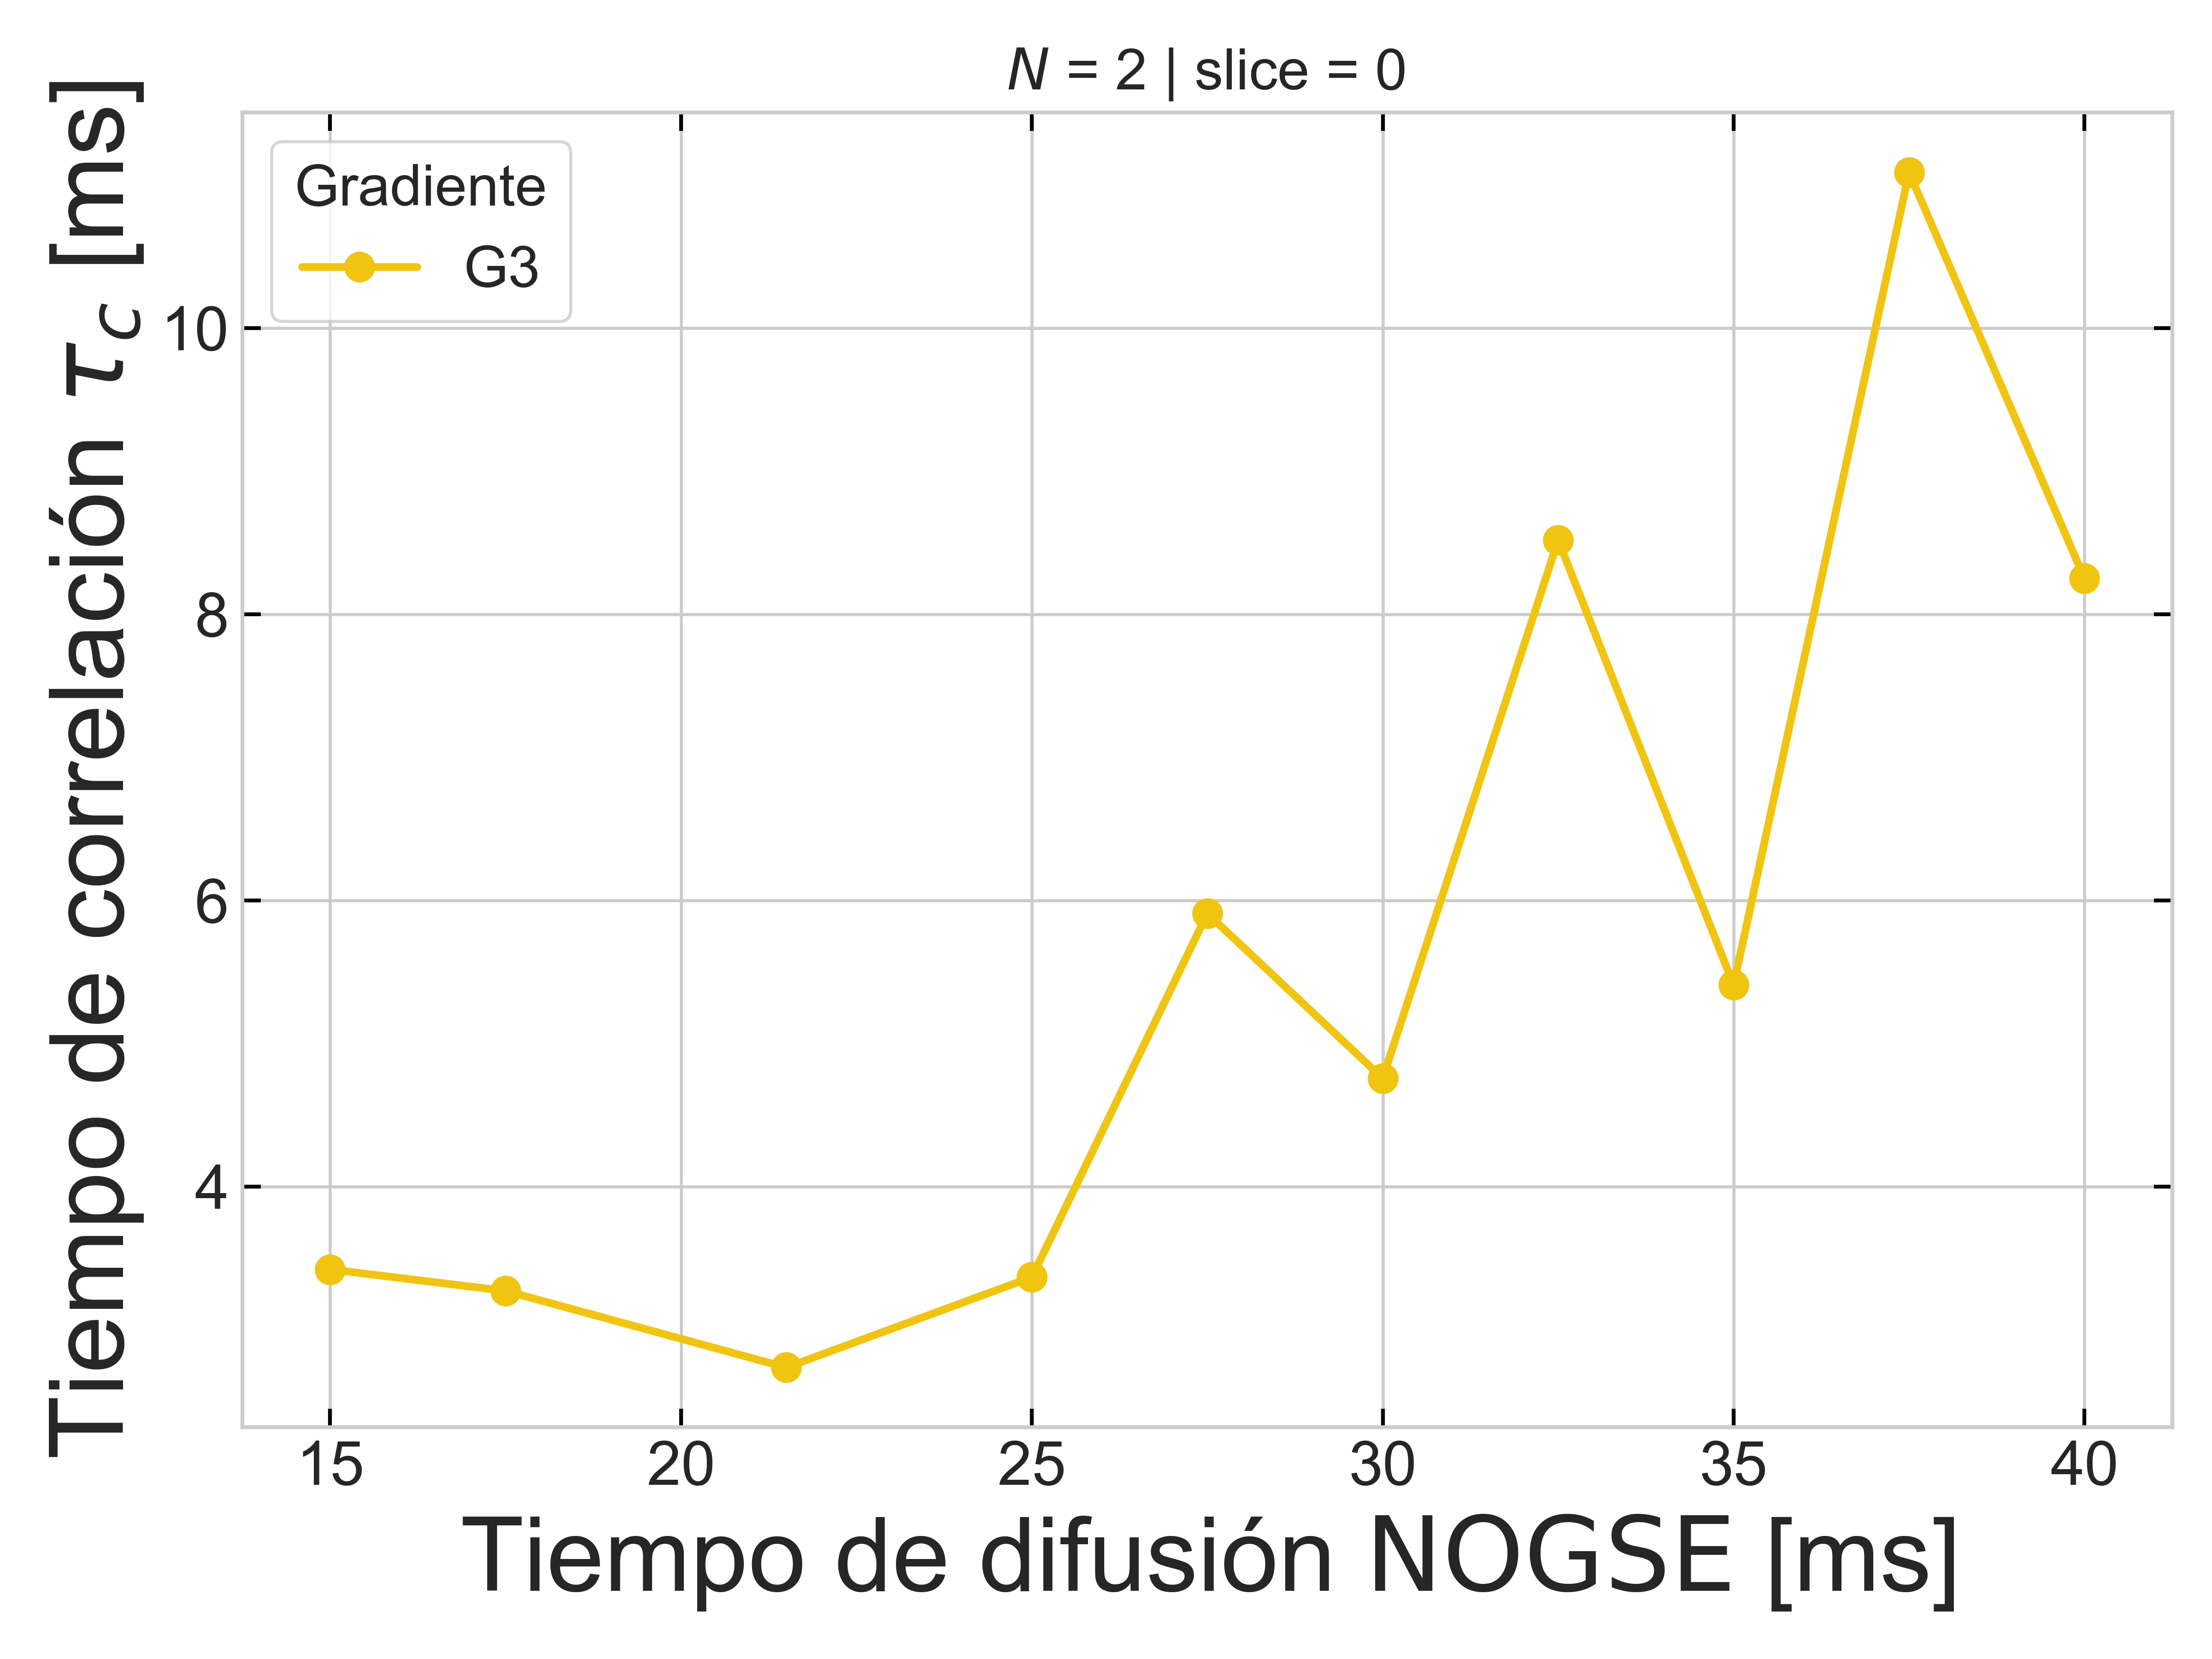 N = 2 | slice = 0
Gradiente
G3
Tiempo de correlación τc [ms]
10
8
6
4
15 20 25 30 35 40
Tiempo de difusión NOGSE [ms]